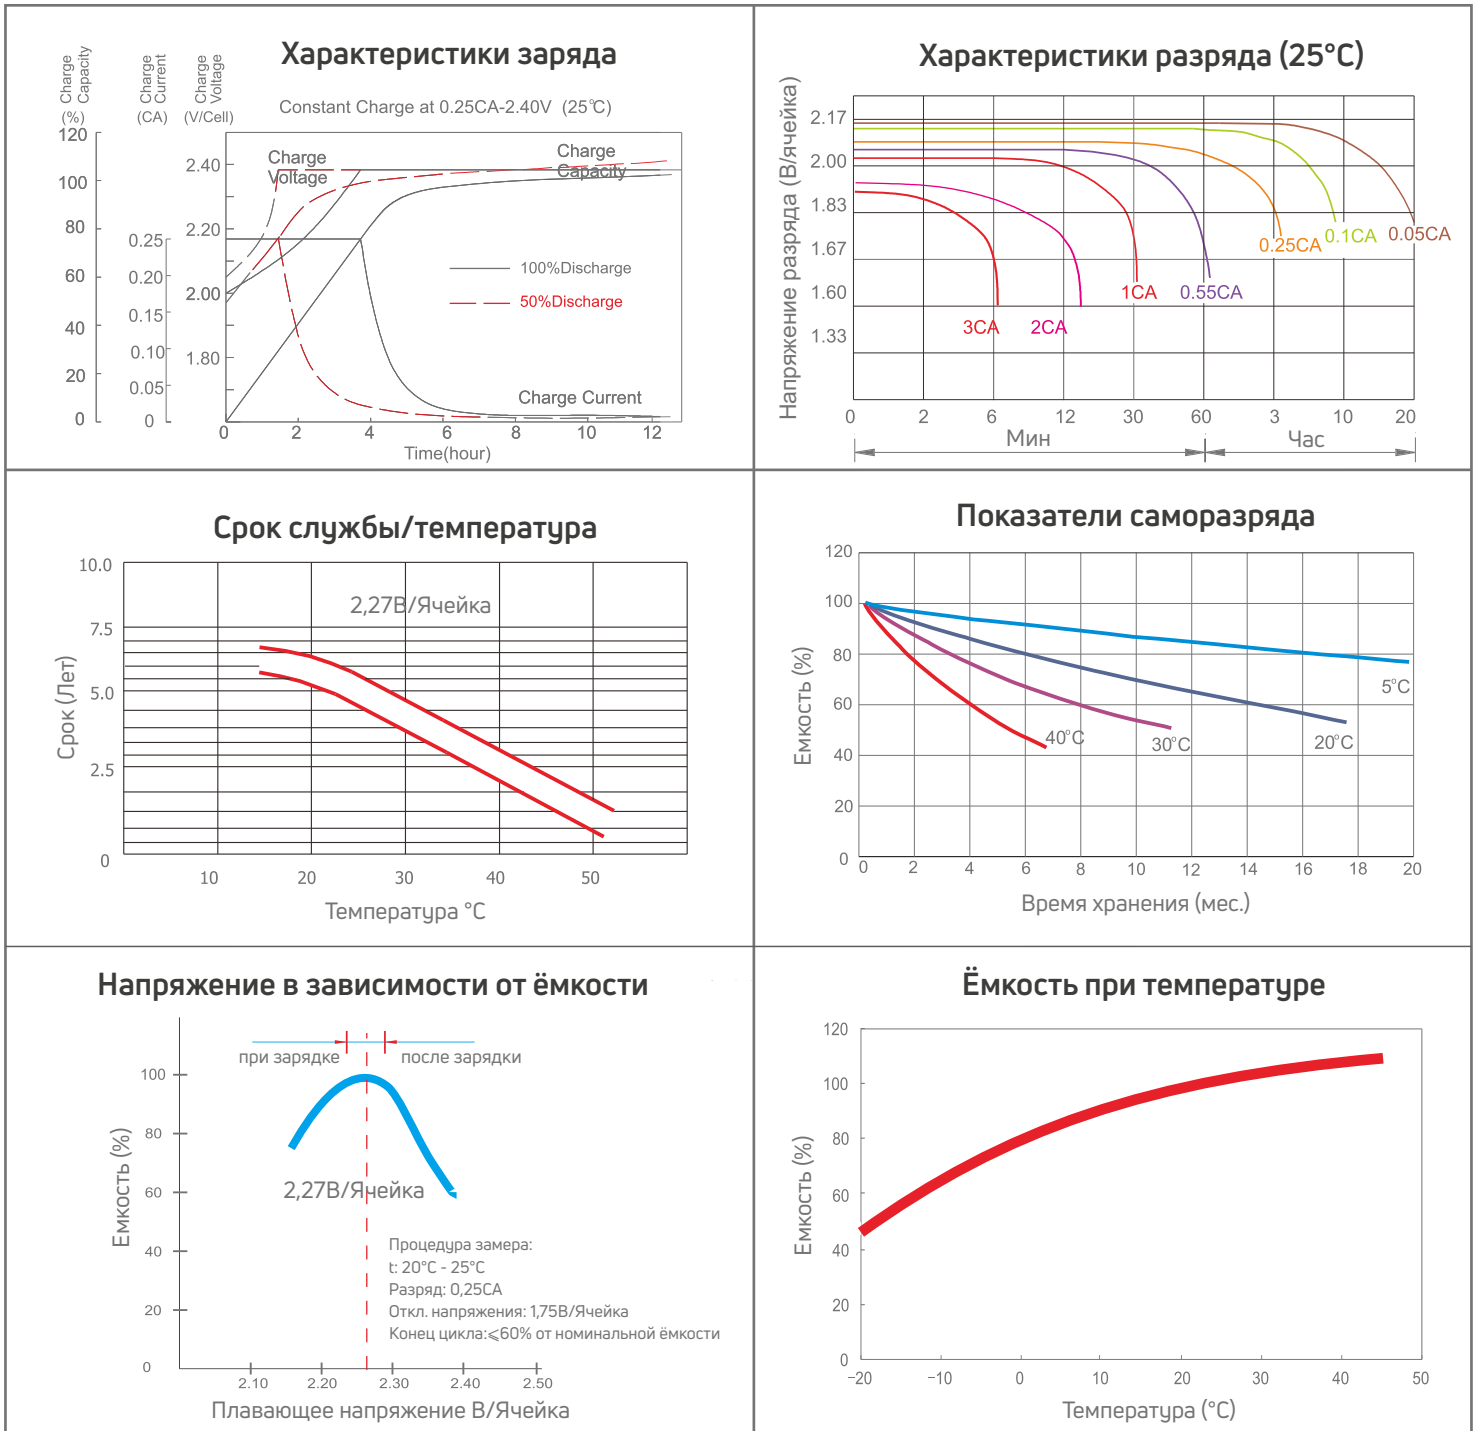 Характеристики заряда
Charge Capacity
(%)
Charge Current
(CA)
Charge Voltage
(V/Cell)
Constant Charge at 0.25CA-2.40V (25℃)
120
100
80
60
40
20
0
0.25
0.20
0.15
0.10
0.05
0
2.40
2.20
2.00
1.80
Charge
Voltage
Charge
Capacity
100%Discharge
50%Discharge
Charge Current
0 2 4 6 8 10 12
Time(hour)
Характеристики разряда (25°C)
Напряжение разряда (В/ячейка)
2.17
2.00
1.83
1.67
1.60
1.33
3CA
2CA
1CA
0.55CA
0.25CA
0.1CA
0.05CA
0 2 6 12 30 60 3 10 20
Мин
Час
Срок службы/температура
Срок (Лет)
10.0
7.5
5.0
2.5
0
2,27В/Ячейка
10 20 30 40 50
Температура °C
Показатели саморазряда
Емкость (%)
120
100
80
60
40
20
0
5°C
20°C
30°C
40°C
0 2 4 6 8 10 12 14 16 18 20
Время хранения (мес.)
Напряжение в зависимости от ёмкости
при зарядке
после зарядки
Емкость (%)
100
80
60
40
20
0
2,27В/Ячейка
Процедура замера:
t: 20°C - 25°C
Разряд: 0,25СА
Откл. напряжения: 1,75В/Ячейка
Конец цикла:⩽60% от номинальной ёмкости
2.10 2.20 2.30 2.40 2.50
Плавающее напряжение В/Ячейка
Ёмкость при температуре
Емкость (%)
120
100
80
60
40
20
0
−20 −10 0 10 20 30 40 50
Температура (°C)